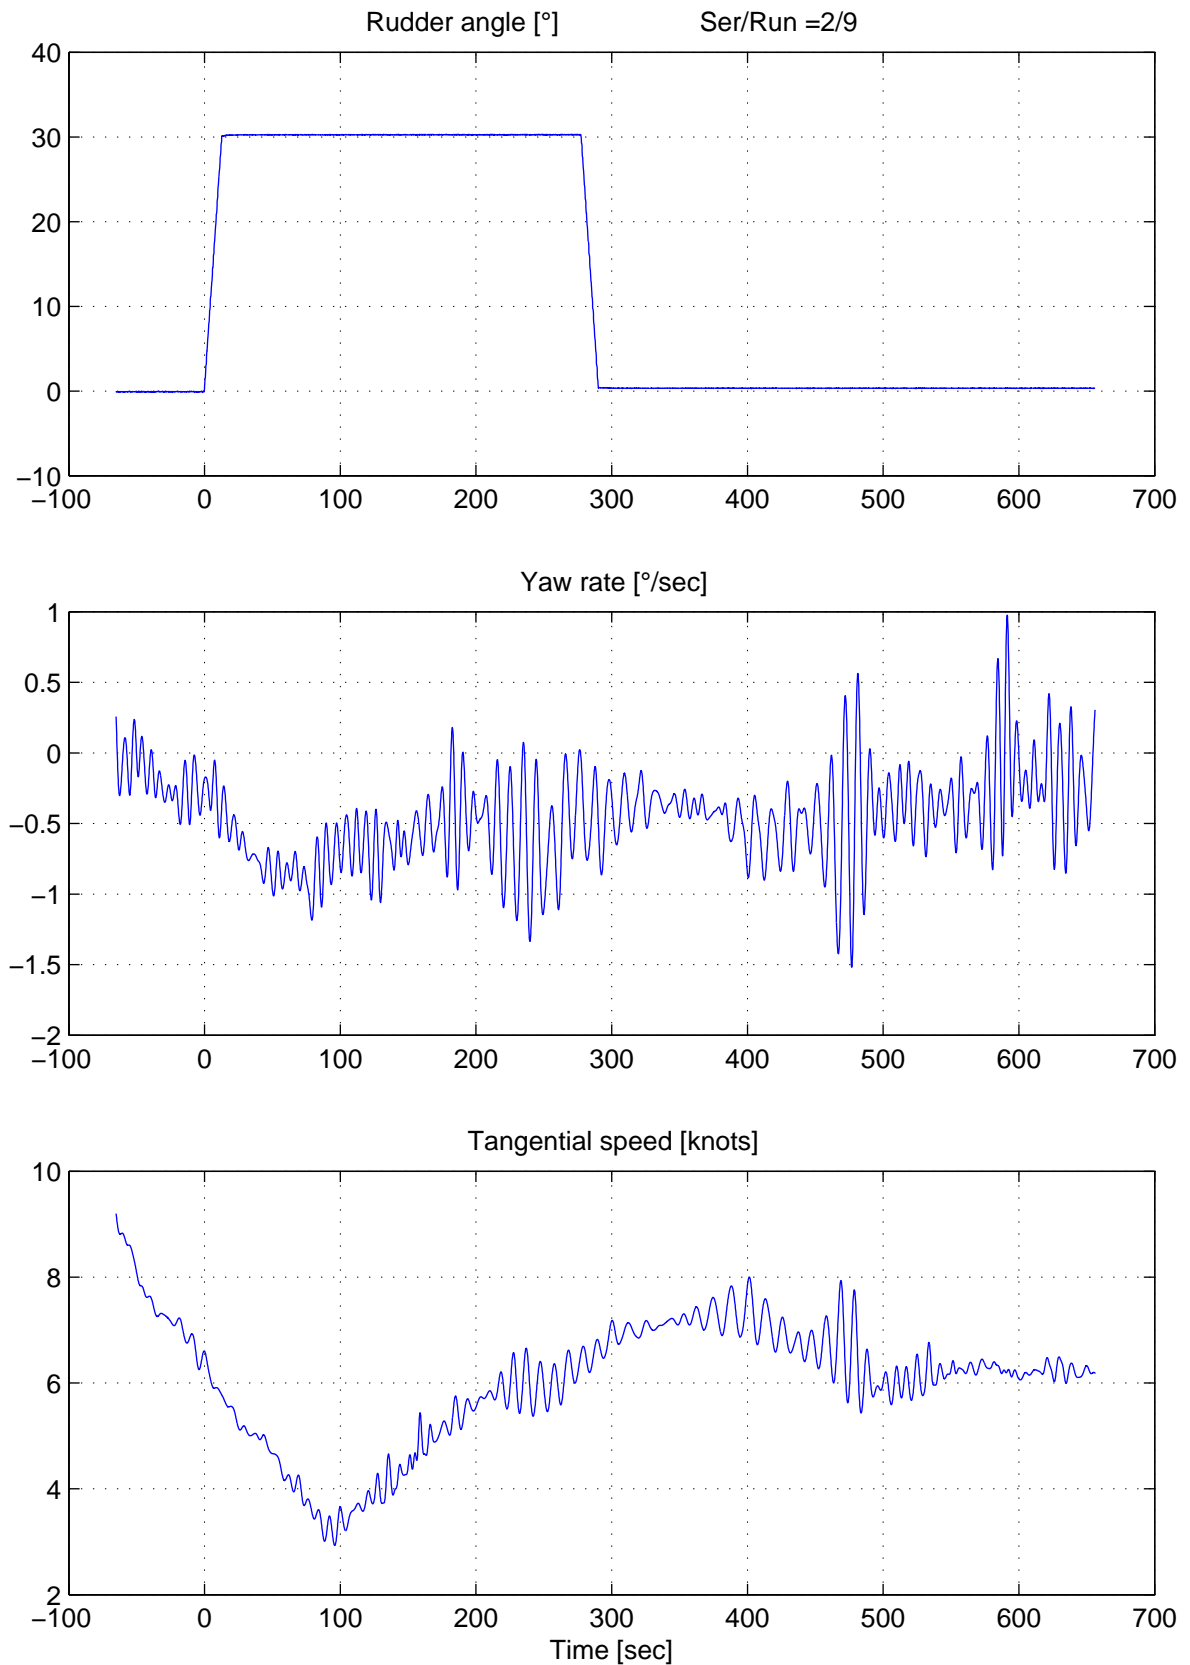 Rudder angle [°] Ser/Run =2/9
40
30
20
10
0
−10
−100 0 100 200 300 400 500 600 700
Yaw rate [°/sec]
1
0.5
0
−0.5
−1
−1.5
−2
−100 0 100 200 300 400 500 600 700
Tangential speed [knots]
10
8
6
4
2
−100 0 100 200 300 400 500 600 700
Time [sec]